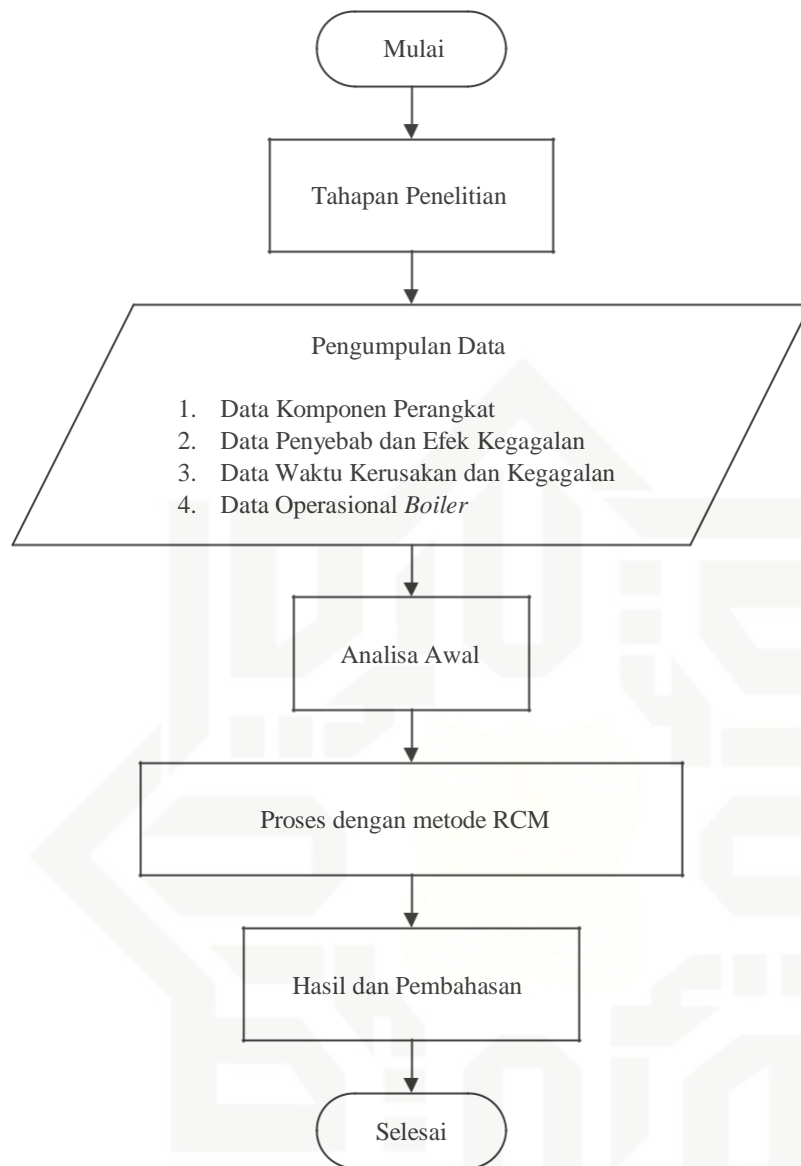 Mulai
Tahapan Penelitian
Pengumpulan Data
1. Data Komponen Perangkat
2. Data Penyebab dan Efek Kegagalan
3. Data Waktu Kerusakan dan Kegagalan
4. Data Operasional Boiler
Analisa Awal
Proses dengan metode RCM
Hasil dan Pembahasan
Selesai